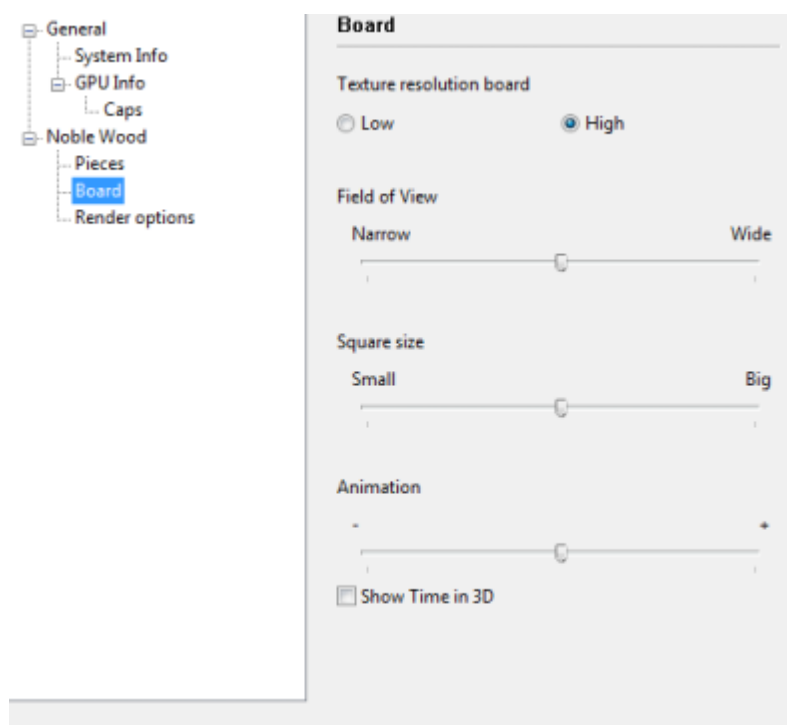 General
System Info
GPU Info
Caps
Noble Wood
Pieces
Board
Render options
Board
Texture resolution board
Low High
Field of View
Narrow Wide
Square size
Small Big
Animation
- +
Show Time in 3D